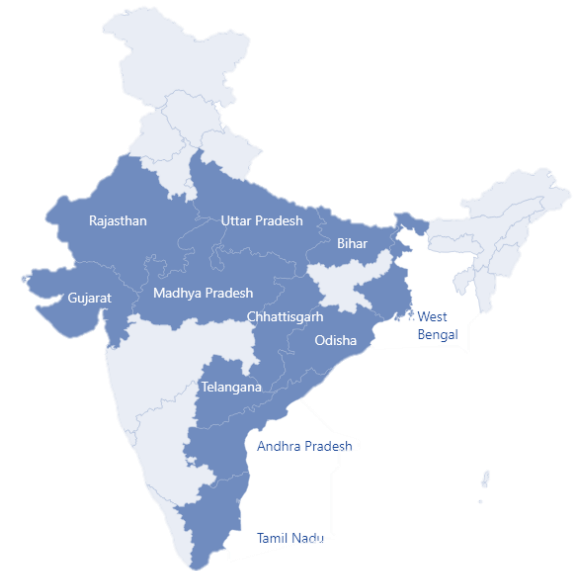 Rajasthan
Uttar Pradesh
Bihar
Gujarat
Madhya Pradesh
Chhattisgarh
West
Bengal
Odisha
Telangana
Andhra Pradesh
Tamil Nadu